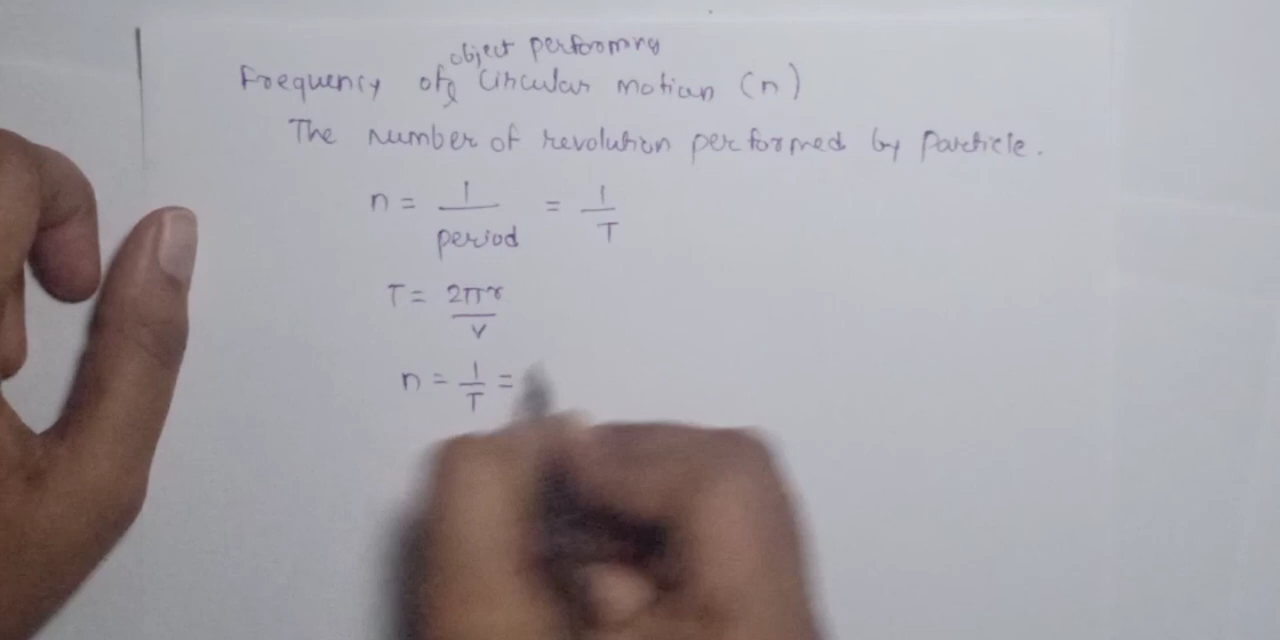 object performing
Frequency of circular motion (n)
The number of revolution performed by particle.
n = 1/period = 1/T
T = 2πr/v
n = 1/T =